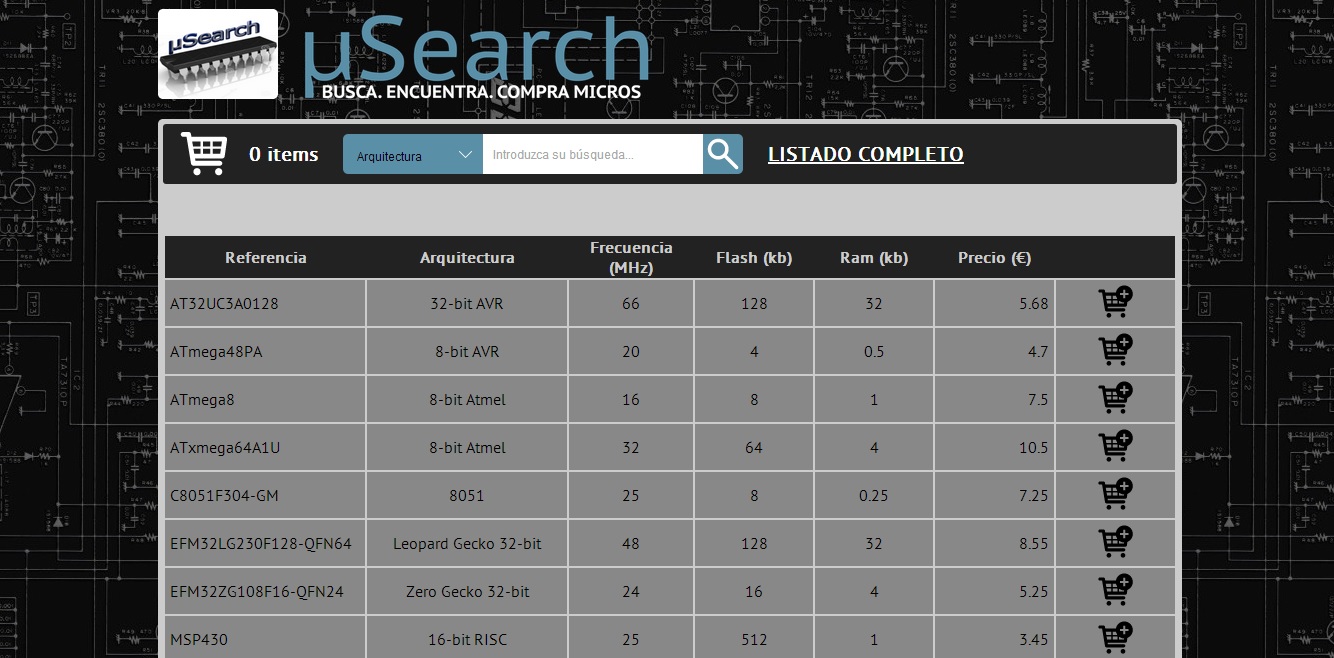 µSearch
µSearch
BUSCA. ENCUENTRA. COMPRA MICROS
0 items
Arquitectura
Introduzca su búsqueda...
LISTADO COMPLETO
Referencia Arquitectura Frecuencia (MHz) Flash (kb) Ram (kb) Precio (€)
AT32UC3A0128 32-bit AVR 66 128 32 5.68
ATmega48PA 8-bit AVR 20 4 0.5 4.7
ATmega8 8-bit Atmel 16 8 1 7.5
ATxmega64A1U 8-bit Atmel 32 64 4 10.5
C8051F304-GM 8051 25 8 0.25 7.25
EFM32LG230F128-QFN64 Leopard Gecko 32-bit 48 128 32 8.55
EFM32ZG108F16-QFN24 Zero Gecko 32-bit 24 16 4 5.25
MSP430 16-bit RISC 25 512 1 3.45